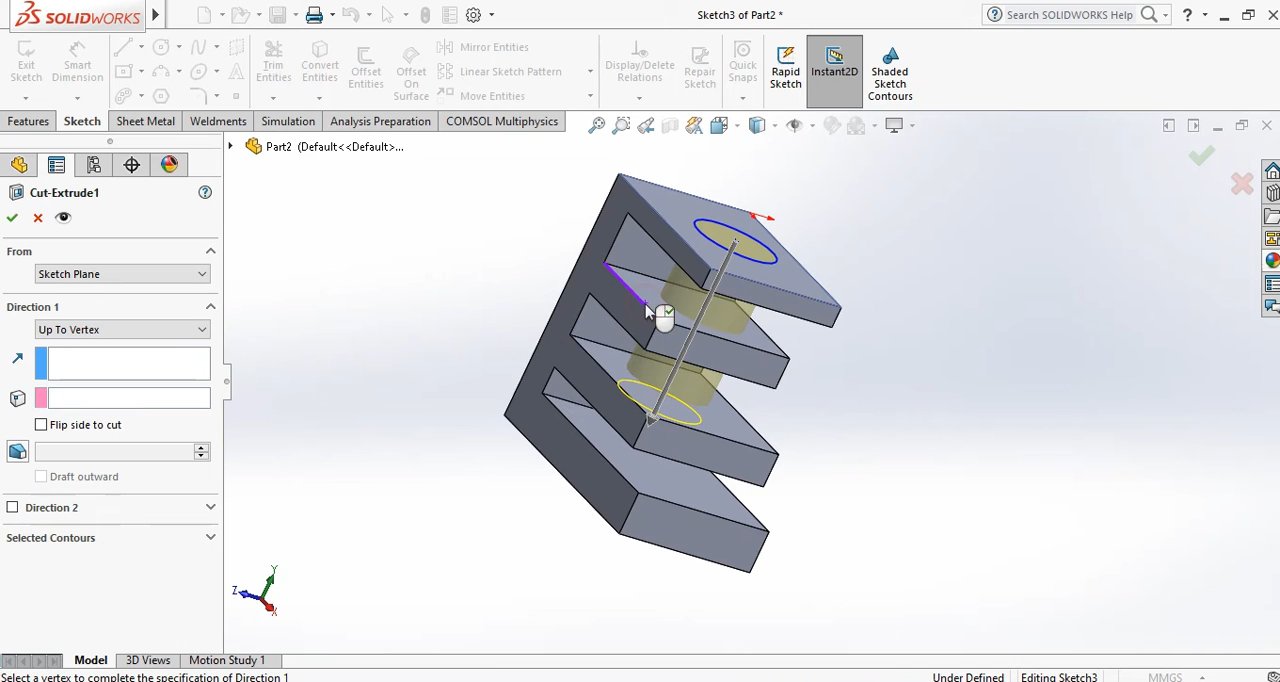 SOLIDWORKS
Sketch3 of Part2 *
Search SOLIDWORKS Help
Exit Sketch
Smart Dimension
Trim Entities
Convert Entities
Offset Entities
Offset On Surface
Mirror Entities
Linear Sketch Pattern
Move Entities
Display/Delete Relations
Repair Sketch
Quick Snaps
Rapid Sketch
Instant2D
Shaded Sketch Contours
Features Sketch Sheet Metal Weldments Simulation Analysis Preparation COMSOL Multiphysics
Part2 (Default<<Default>...
Cut-Extrude1
From
Sketch Plane
Direction 1
Up To Vertex
Flip side to cut
Draft outward
Direction 2
Selected Contours
Y
Z
X
Model 3D Views Motion Study 1
Select a vertex to complete the specification of Direction 1
Under Defined Editing Sketch3 MMGS